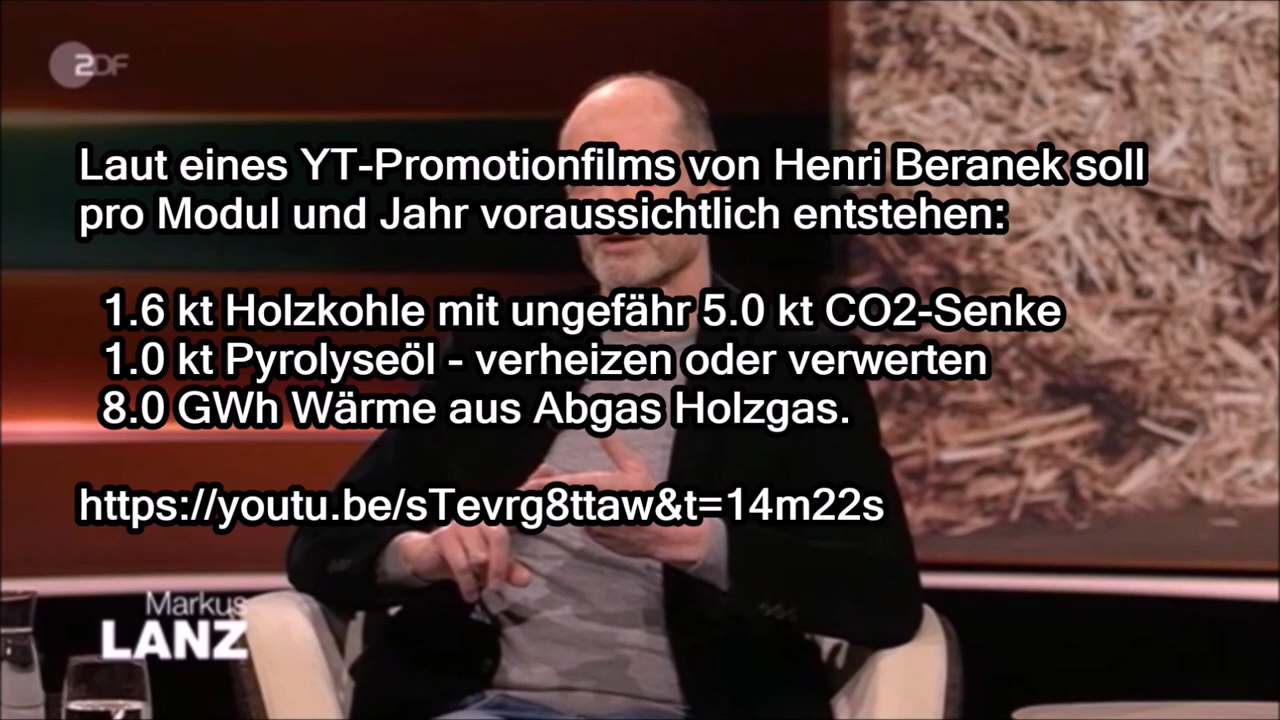 ZDF
Laut eines YT-Promotionfilms von Henri Beranek soll
pro Modul und Jahr voraussichtlich entstehen:
1.6 kt Holzkohle mit ungefähr 5.0 kt CO2-Senke
1.0 kt Pyrolyseöl - verheizen oder verwerten
8.0 GWh Wärme aus Abgas Holzgas.
https://youtu.be/sTevrg8ttaw&t=14m22s
Markus
LANZ